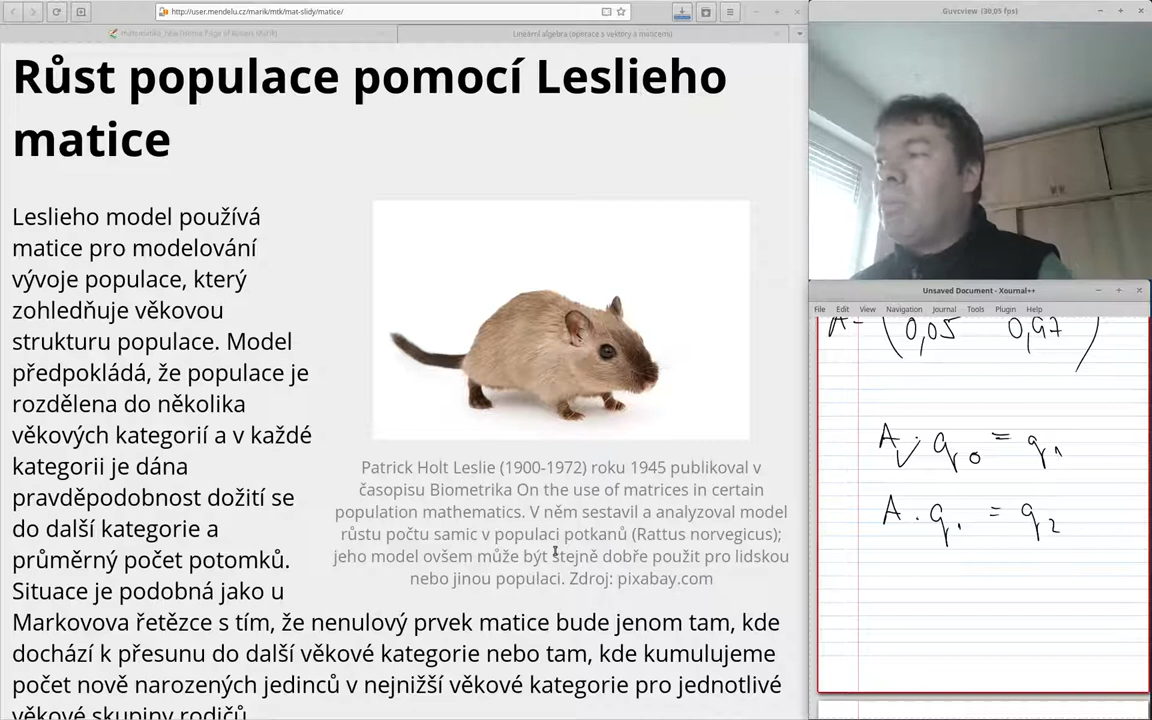 http://user.mendelu.cz/marik/mtk/mat-slidy/matice/
Lineární algebra (operace s vektory a maticemi)
Růst populace pomocí Leslieho
matice
Leslieho model používá
matice pro modelování
vývoje populace, který
zohledňuje věkovou
strukturu populace. Model
předpokládá, že populace je
rozdělena do několika
věkových kategorií a v každé
kategorii je dána
pravděpodobnost dožití se
do další kategorie a
průměrný počet potomků.
Situace je podobná jako u
Markovova řetězce s tím, že nenulový prvek matice bude jenom tam, kde
dochází k přesunu do další věkové kategorie nebo tam, kde kumulujeme
počet nově narozených jedinců v nejnižší věkové kategorie pro jednotlivé
věkové skupiny rodičů.
Patrick Holt Leslie (1900-1972) roku 1945 publikoval v
časopisu Biometrika On the use of matrices in certain
population mathematics. V něm sestavil a analyzoval model
růstu počtu samic v populaci potkanů (Rattus norvegicus);
jeho model ovšem může být stejně dobře použit pro lidskou
nebo jinou populaci. Zdroj: pixabay.com
Guvcview (30,05 fps)
Unsaved Document - Xournal++
File Edit View Navigation Journal Tools Plugin Help
A= (0,05 0,97)
A · q0 = q1
A · q1 = q2